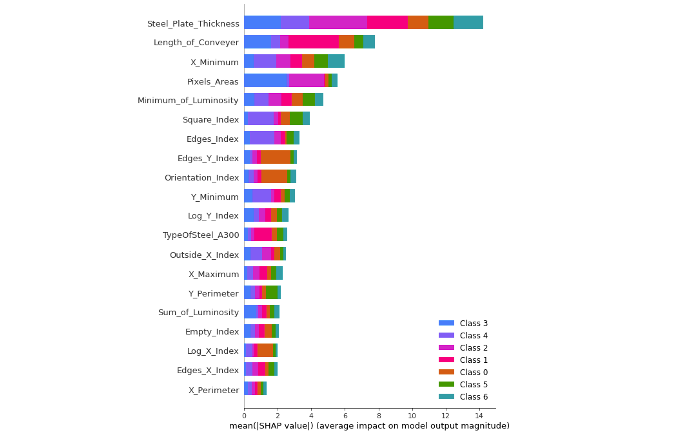 Steel_Plate_Thickness
Length_of_Conveyer
X_Minimum
Pixels_Areas
Minimum_of_Luminosity
Square_Index
Edges_Index
Edges_Y_Index
Orientation_Index
Y_Minimum
Log_Y_Index
TypeOfSteel_A300
Outside_X_Index
X_Maximum
Y_Perimeter
Sum_of_Luminosity
Empty_Index
Log_X_Index
Edges_X_Index
X_Perimeter
Class 3
Class 4
Class 2
Class 1
Class 0
Class 5
Class 6
0 2 4 6 8 10 12 14
mean(|SHAP value|) (average impact on model output magnitude)